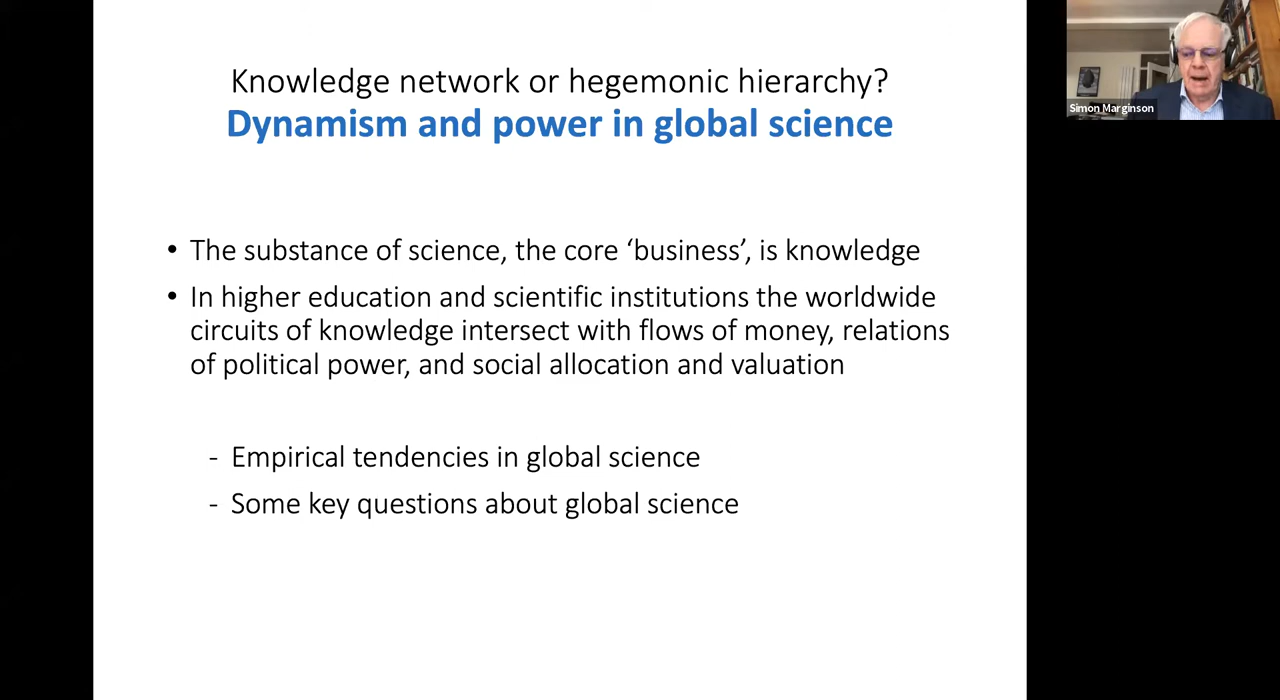 Knowledge network or hegemonic hierarchy?
Dynamism and power in global science
• The substance of science, the core ‘business’, is knowledge
• In higher education and scientific institutions the worldwide
circuits of knowledge intersect with flows of money, relations
of political power, and social allocation and valuation
- Empirical tendencies in global science
- Some key questions about global science
Simon Marginson